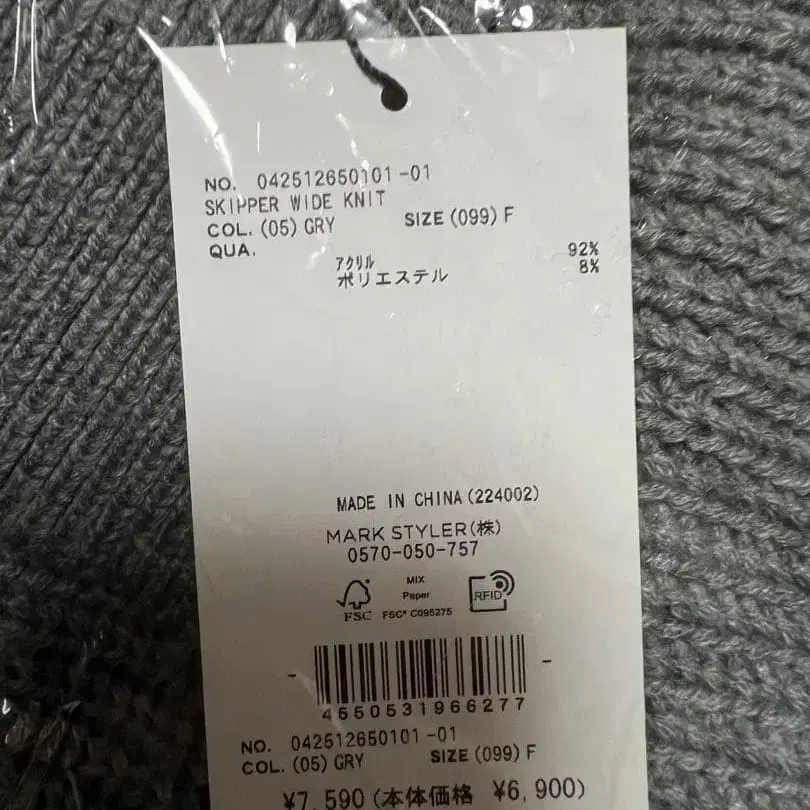 NO. 042512650101-01
SKIPPER WIDE KNIT
COL.(05) GRY SIZE (099) F
QUA.
アクリル 92%
ポリエステル 8%
MADE IN CHINA (224002)
MARK STYLER(株)
0570-050-757
FSC MIX Paper FSC® C095275 RFID
4550531966277
NO. 042512650101-01
COL.(05) GRY SIZE (099) F
¥7,590 (本体価格 ¥6,900)